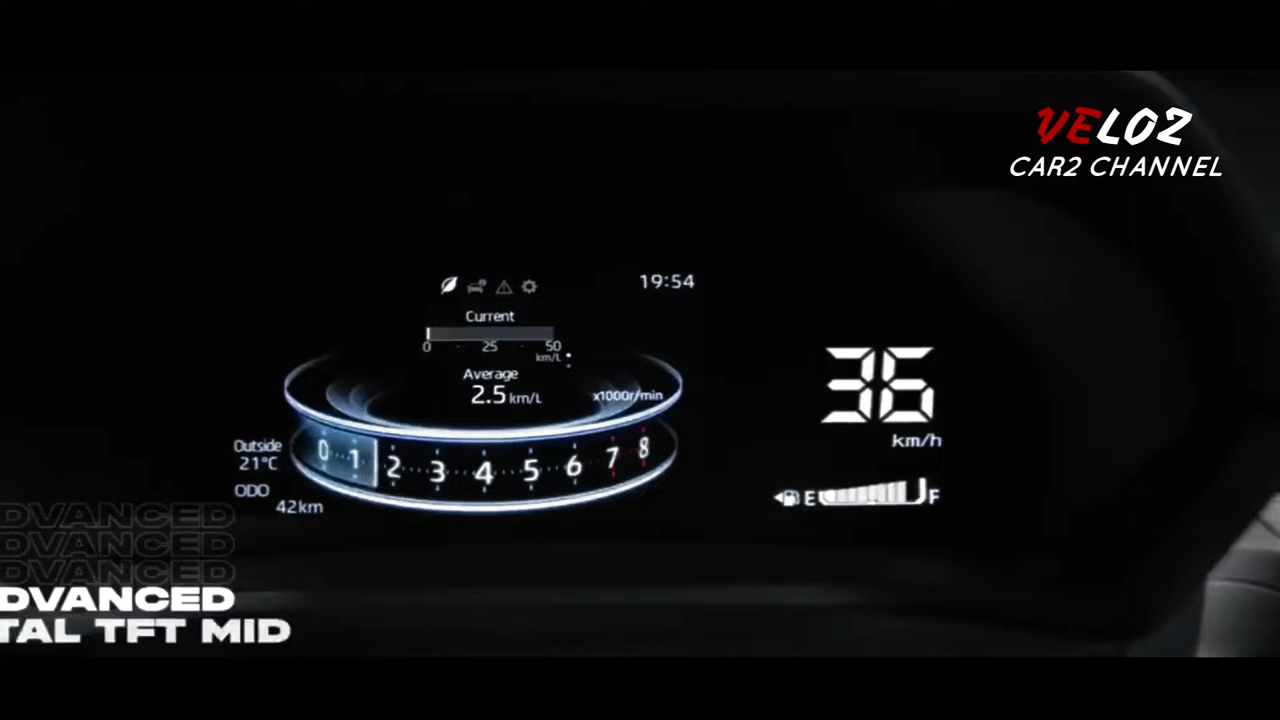 VELOZ
CAR2 CHANNEL
19:54
Current
0 25 50
km/L
Average
2.5 km/L
x1000r/min
36
km/h
Outside
21°C
0 1 2 3 4 5 6 7 8
ODO
42km
E F
DVANCED
DVANCED
DVANCED
DVANCED
TAL TFT MID